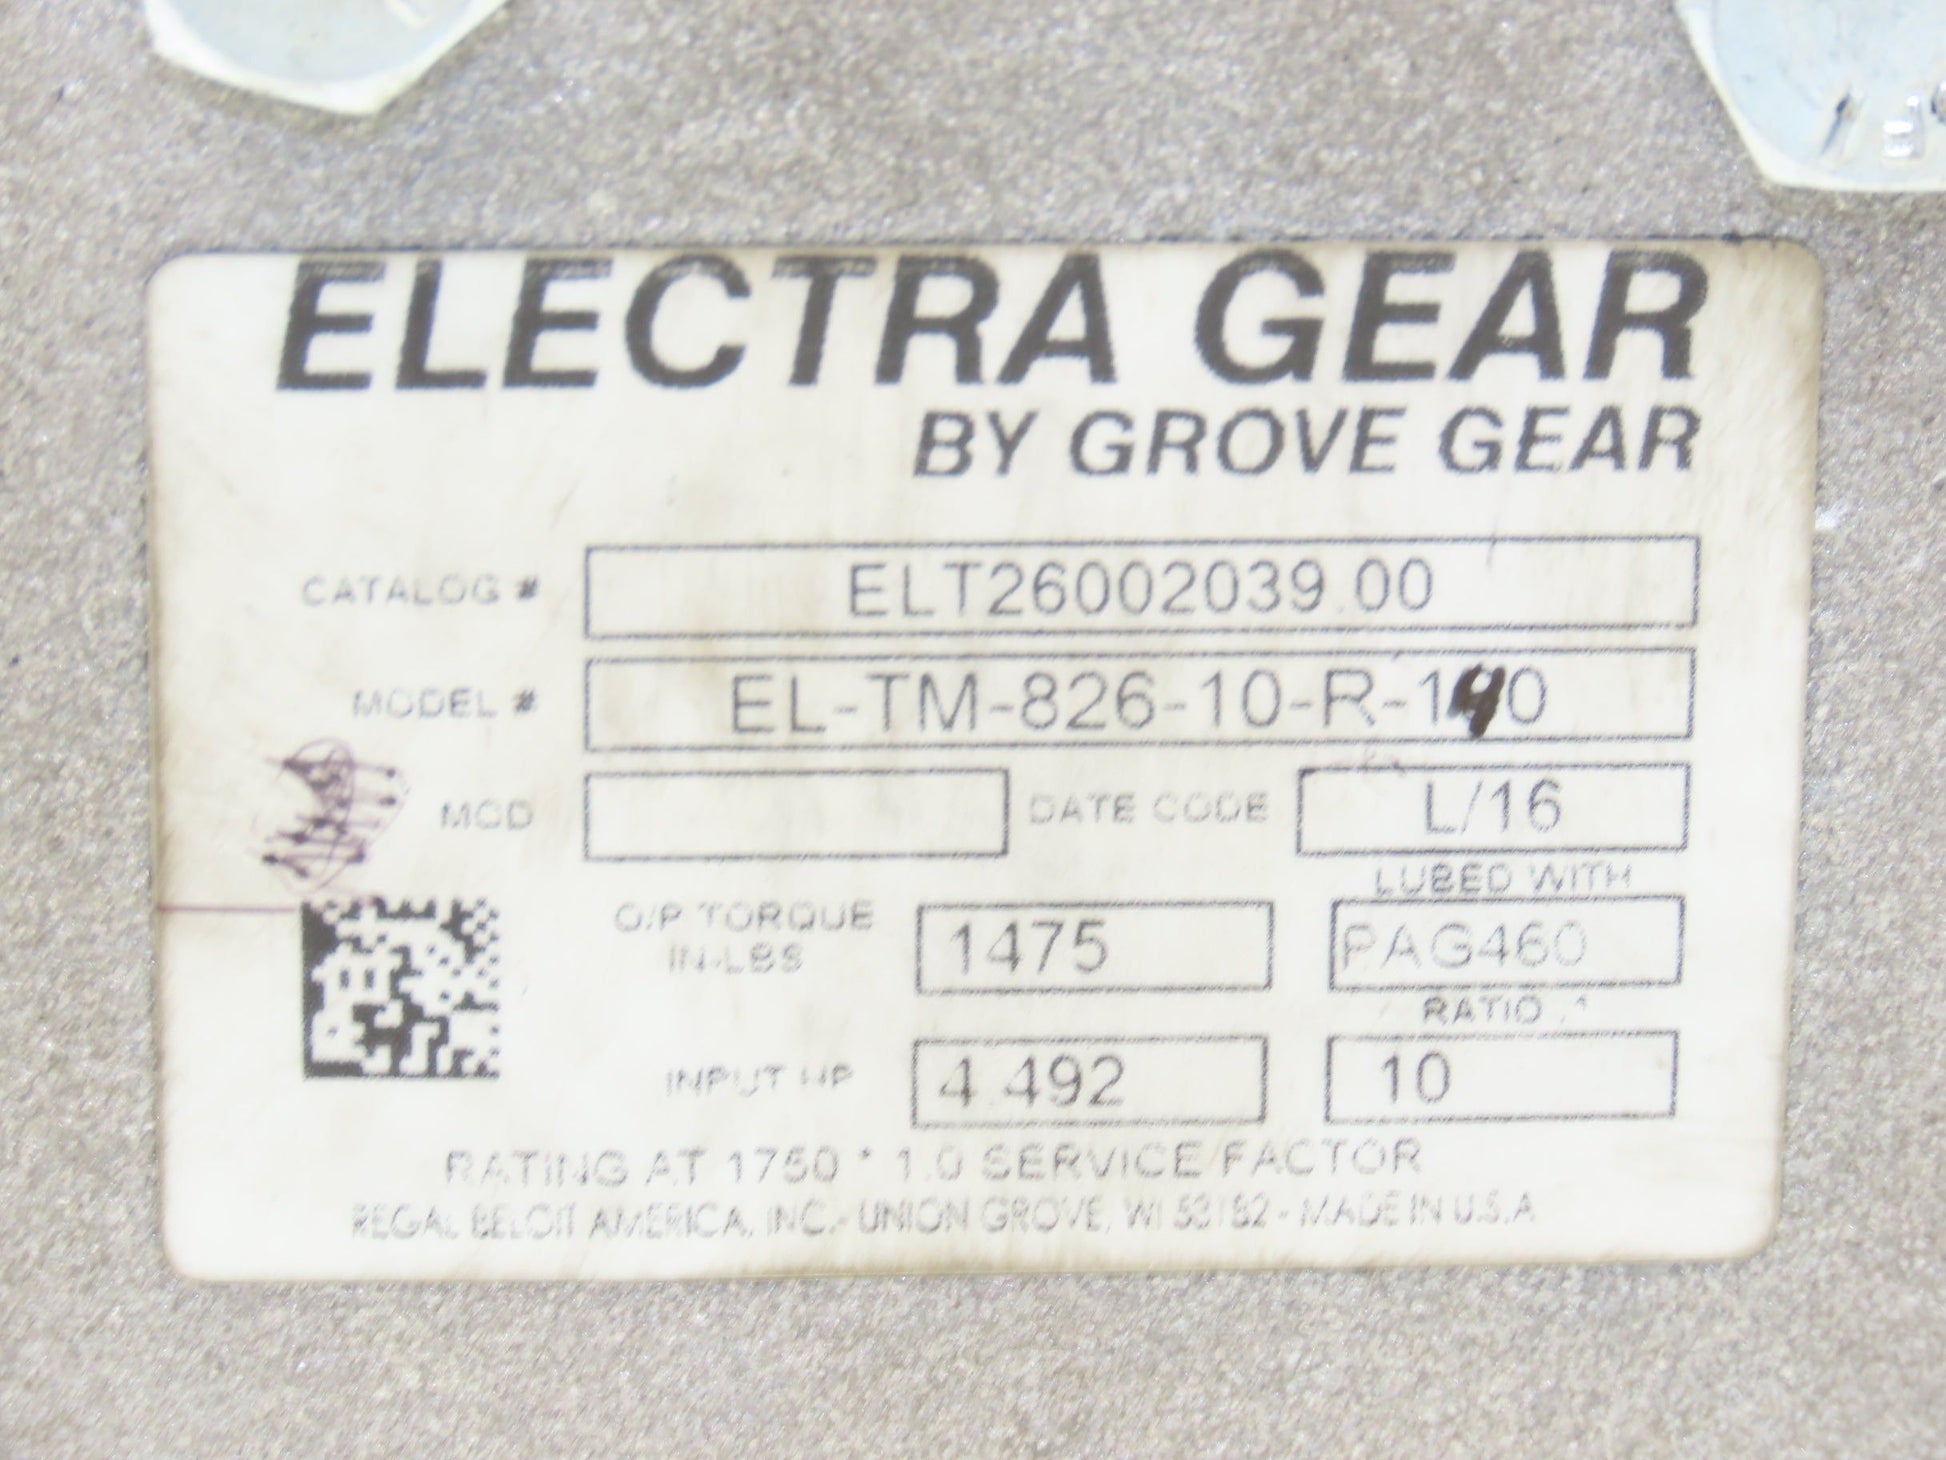 ELECTRA GEAR
BY GROVE GEAR
CATALOG # ELT26002039.00
MODEL # EL-TM-826-10-R-140
MOD DATE CODE L/16
LUBED WITH
O/P TORQUE IN-LBS 1475 PAG460
RATIO :1
INPUT HP 4.492 10
RATING AT 1750 * 1.0 SERVICE FACTOR
REGAL BELOIT AMERICA, INC.- UNION GROVE, WI 53182 - MADE IN U.S.A